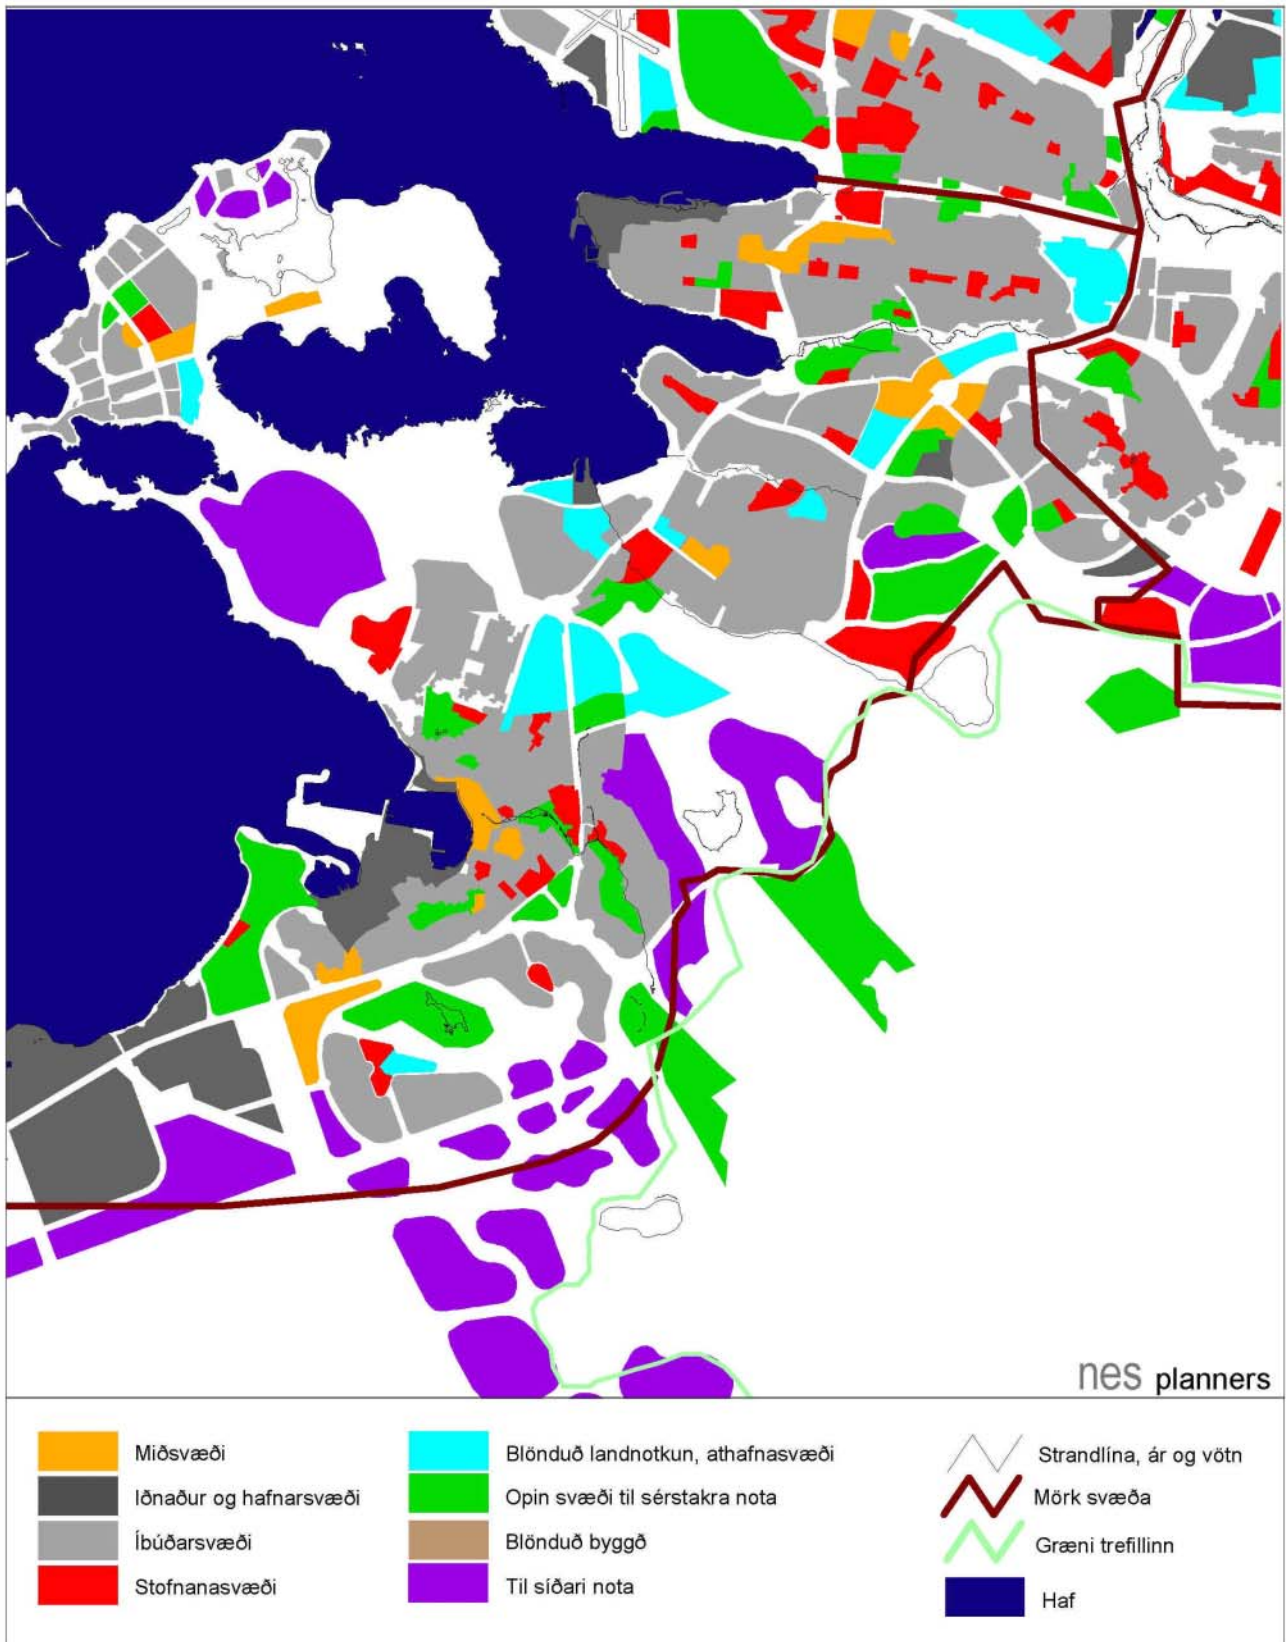 nes planners
Miðsvæði
Iðnaður og hafnarsvæði
Íbúðarsvæði
Stofnanasvæði
Blönduð landnotkun, athafnasvæði
Opin svæði til sérstakra nota
Blönduð byggð
Til síðari nota
Strandlína, ár og vötn
Mörk svæða
Græni trefillinn
Haf